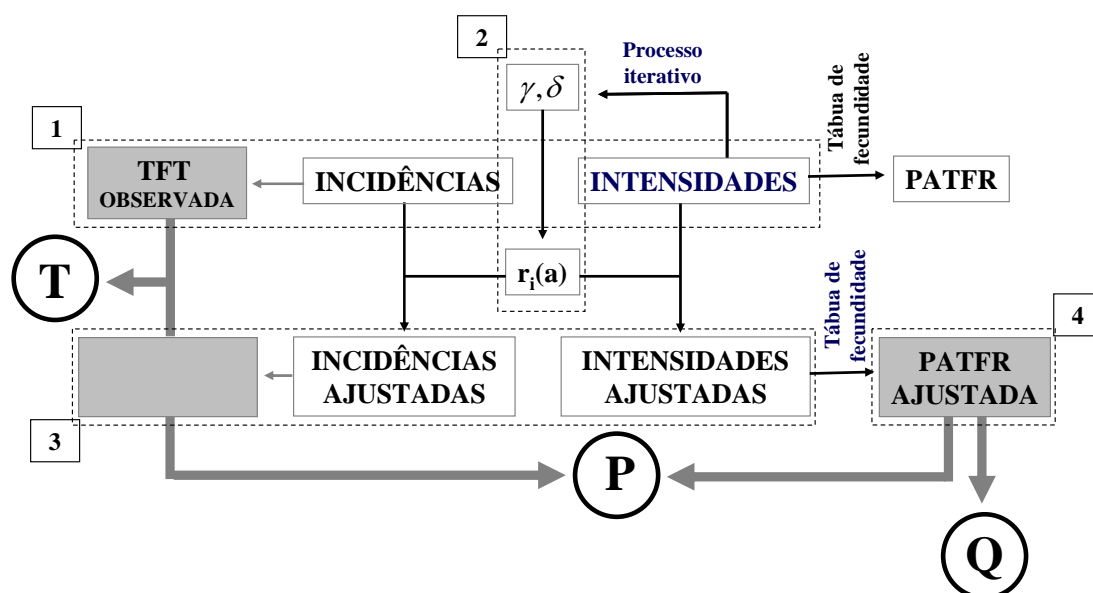 2
Processo
iterativo
γ, δ
Tábua de
fecundidade
1
TFT
OBSERVADA
INCIDÊNCIAS
INTENSIDADES
PATFR
T
r_i(a)
Tábua de
fecundidade
4
INCIDÊNCIAS
AJUSTADAS
INTENSIDADES
AJUSTADAS
PATFR
AJUSTADA
3
P
Q